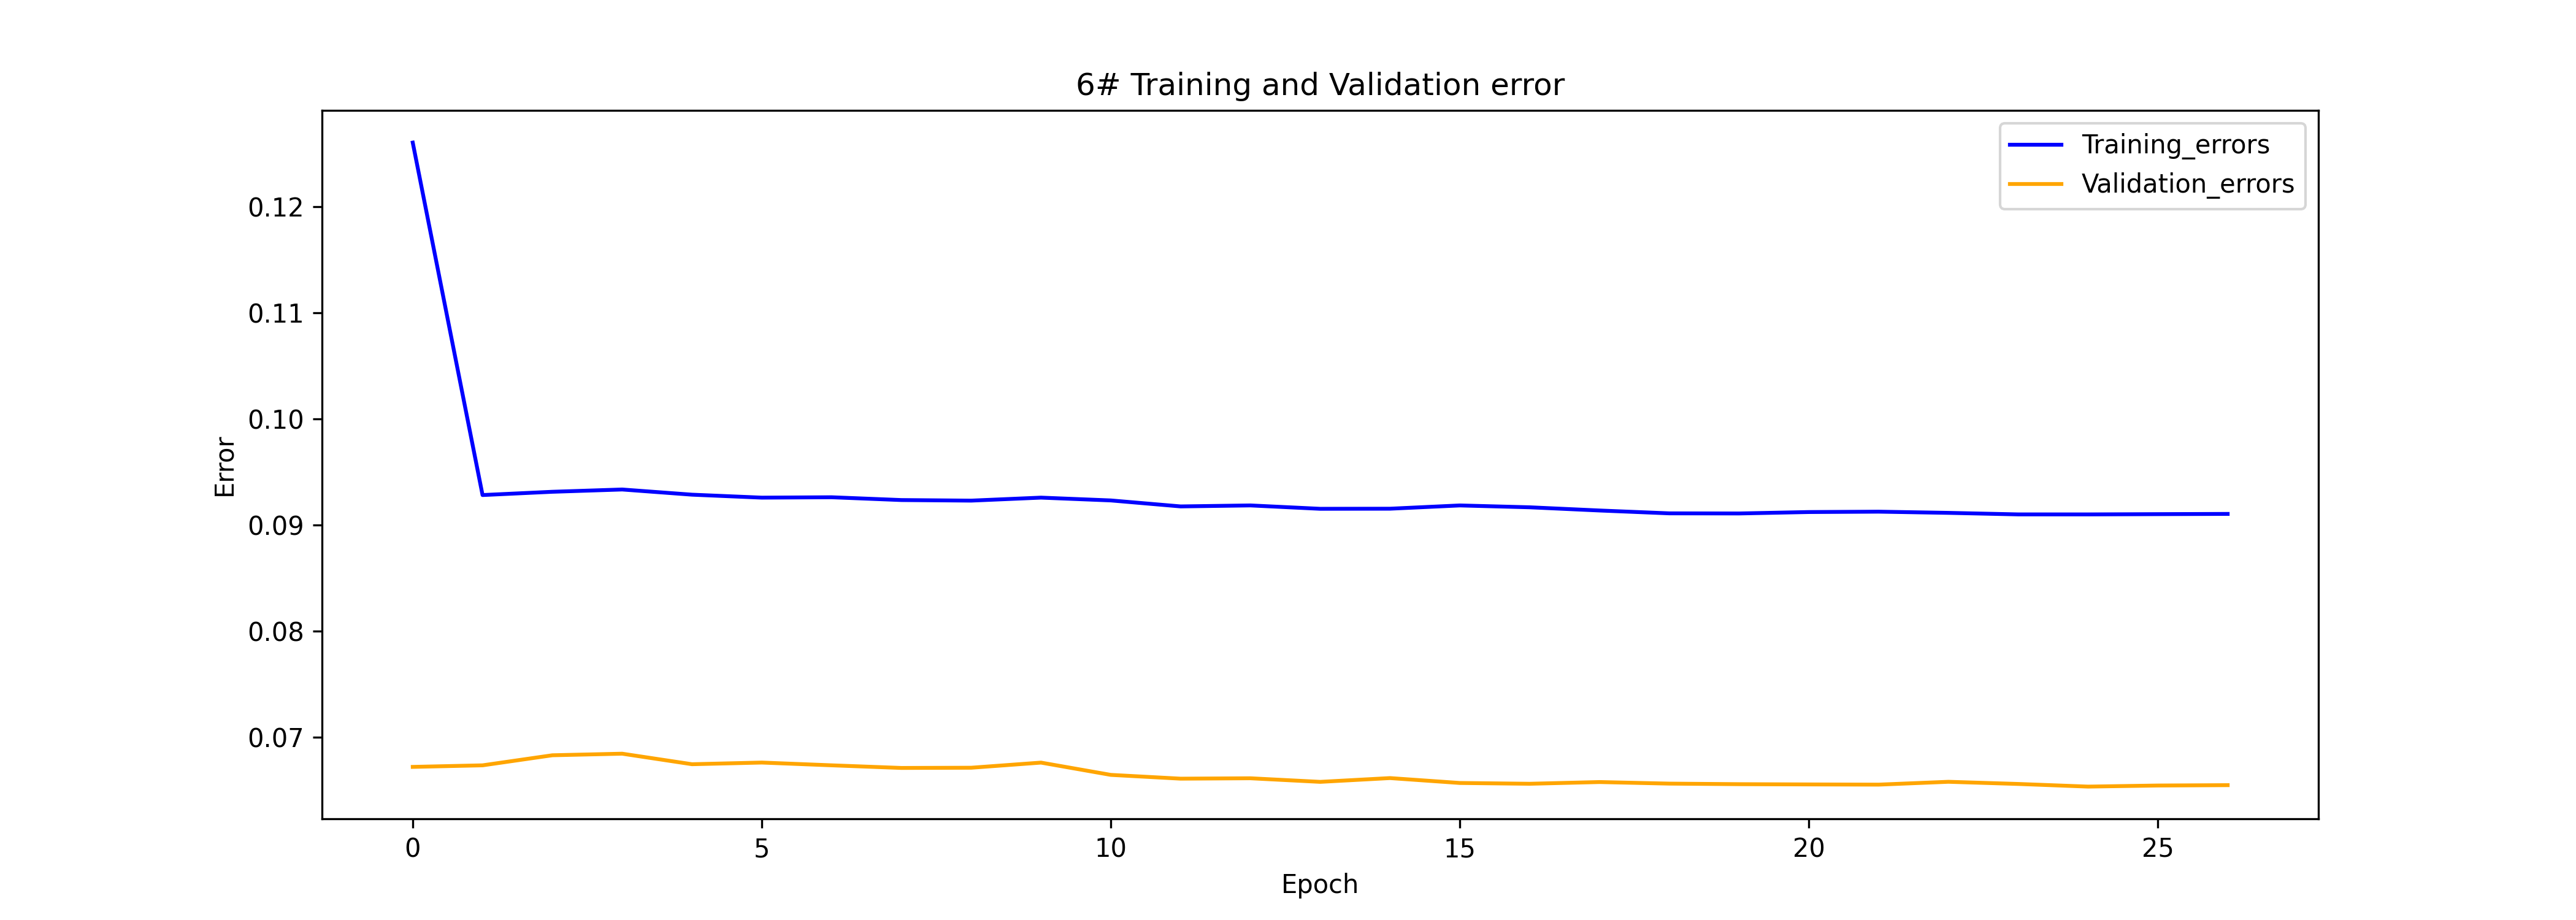 6# Training and Validation error
Training_errors
Validation_errors
0.12
0.11
0.10
0.09
0.08
0.07
Error
0 5 10 15 20 25
Epoch